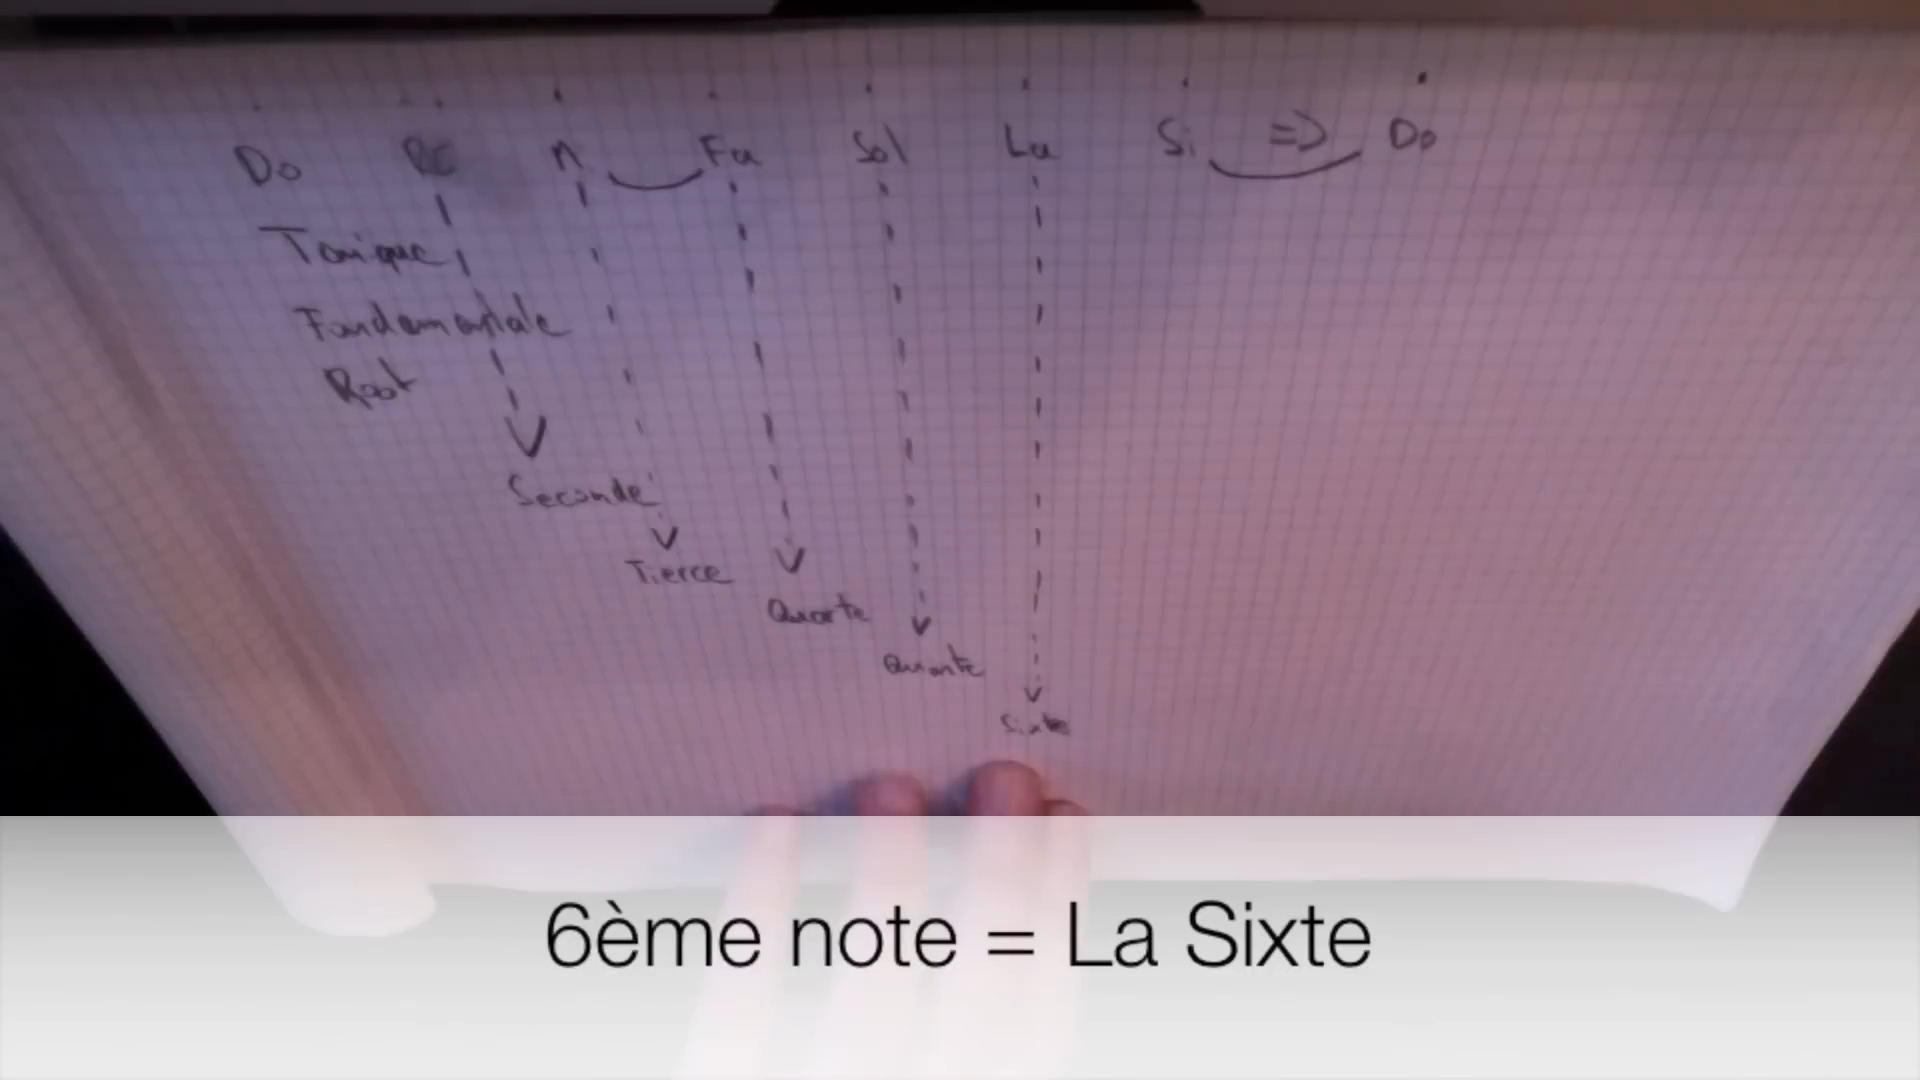 Do Ré Mi Fa Sol La Si => Do
Tonique
Fondamentale
Root
Seconde
Tierce
Quarte
Quinte
Sixte
6ème note = La Sixte